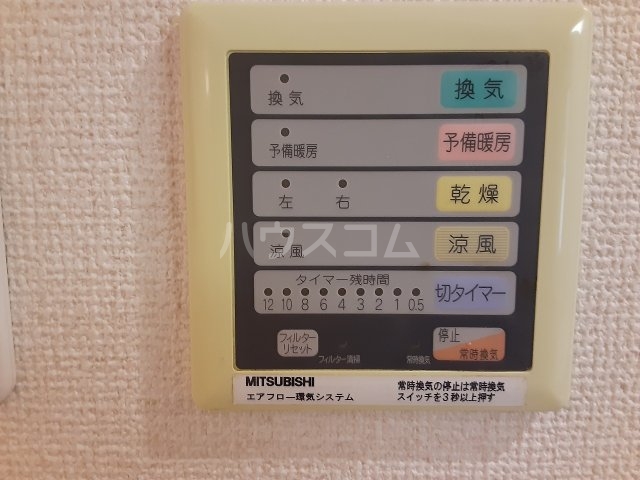 換気 換気
予備暖房 予備暖房
左 右 乾燥
ハウスコム
涼風 涼風
タイマー残時間
12 10 8 6 4 3 2 1 0.5 切タイマー
フィルター
リセット
フィルター清掃 常時換気
停止
常時換気
MITSUBISHI
エアフロー環気システム
常時換気の停止は常時換気
スイッチを3秒以上押す